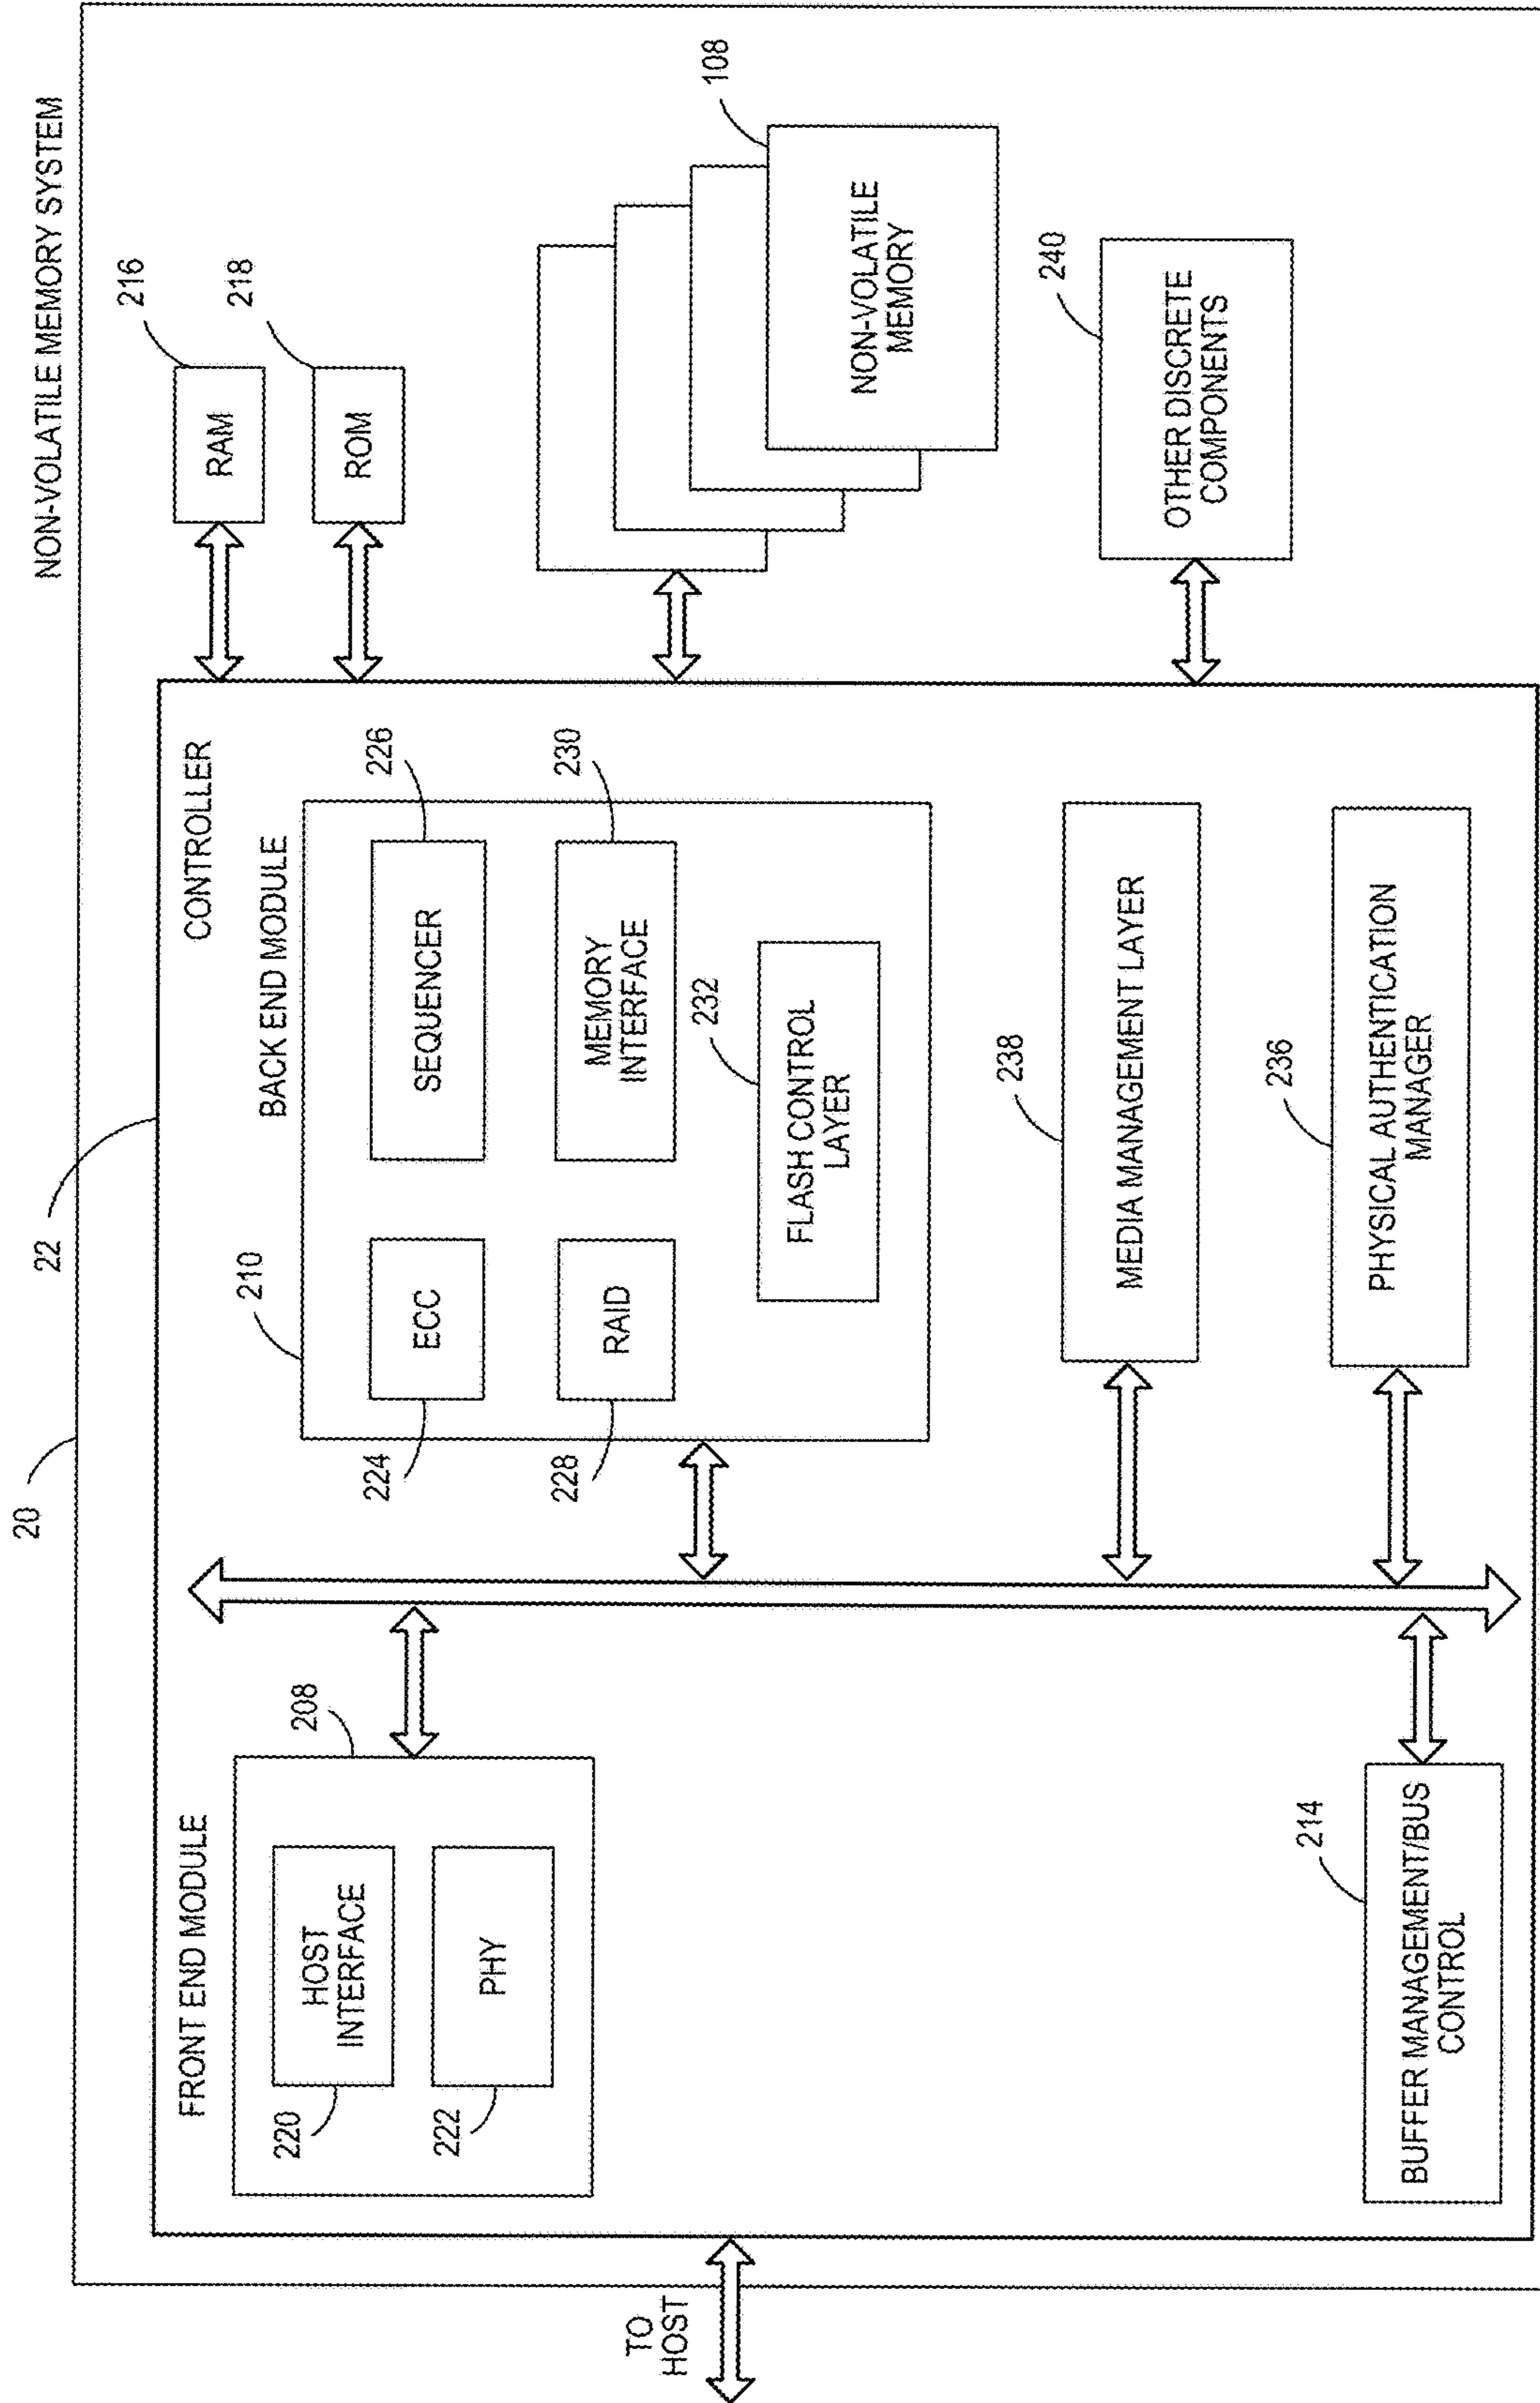 NON-VOLATILE MEMORY SYSTEM
20
22
CONTROLLER
FRONT END MODULE
208
HOST
INTERFACE
220
PHY
222
TO
HOST
BACK END MODULE
210
ECC
224
SEQUENCER
226
RAID
228
MEMORY
INTERFACE
230
FLASH CONTROL
LAYER
232
MEDIA MANAGEMENT LAYER
238
PHYSICAL AUTHENTICATION
MANAGER
236
BUFFER MANAGEMENT/BUS
CONTROL
214
RAM
216
ROM
218
NON-VOLATILE
MEMORY
108
OTHER DISCRETE
COMPONENTS
240